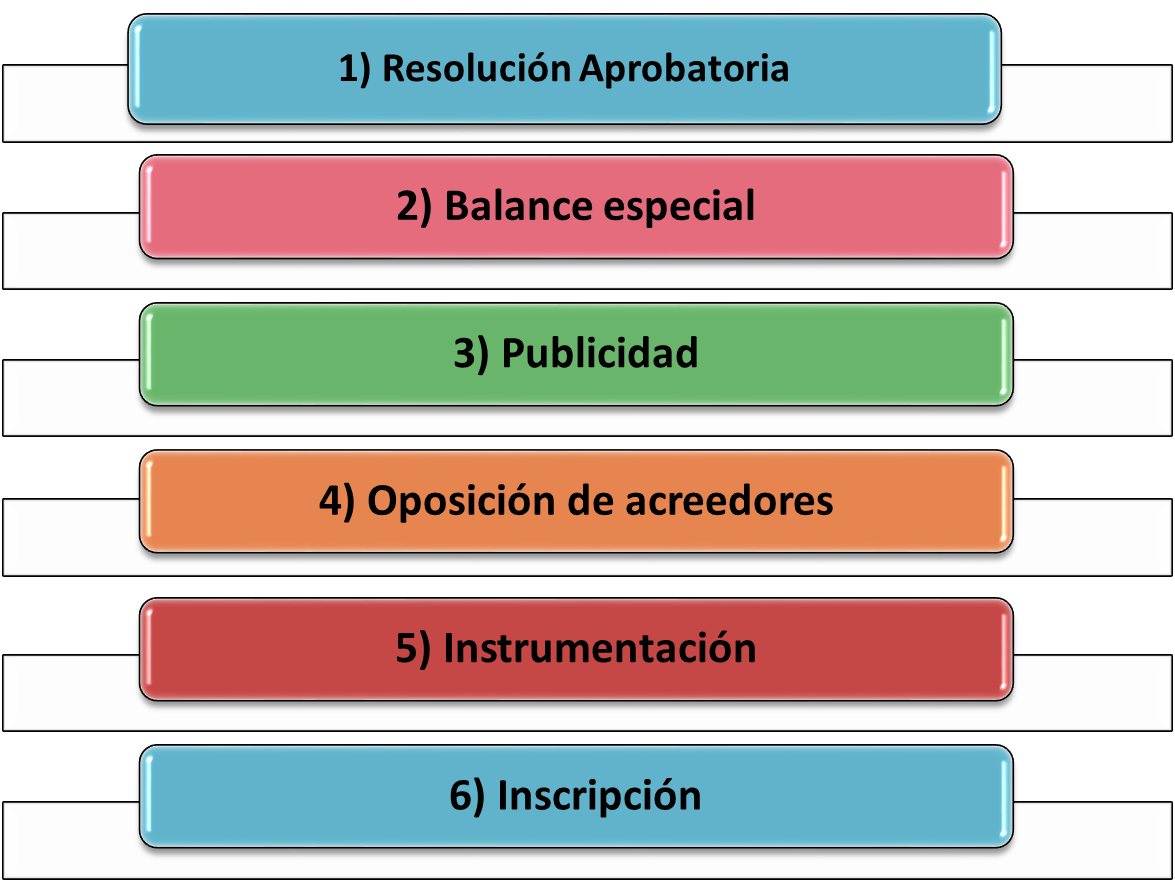 1) Resolución Aprobatoria
2) Balance especial
3) Publicidad
4) Oposición de acreedores
5) Instrumentación
6) Inscripción